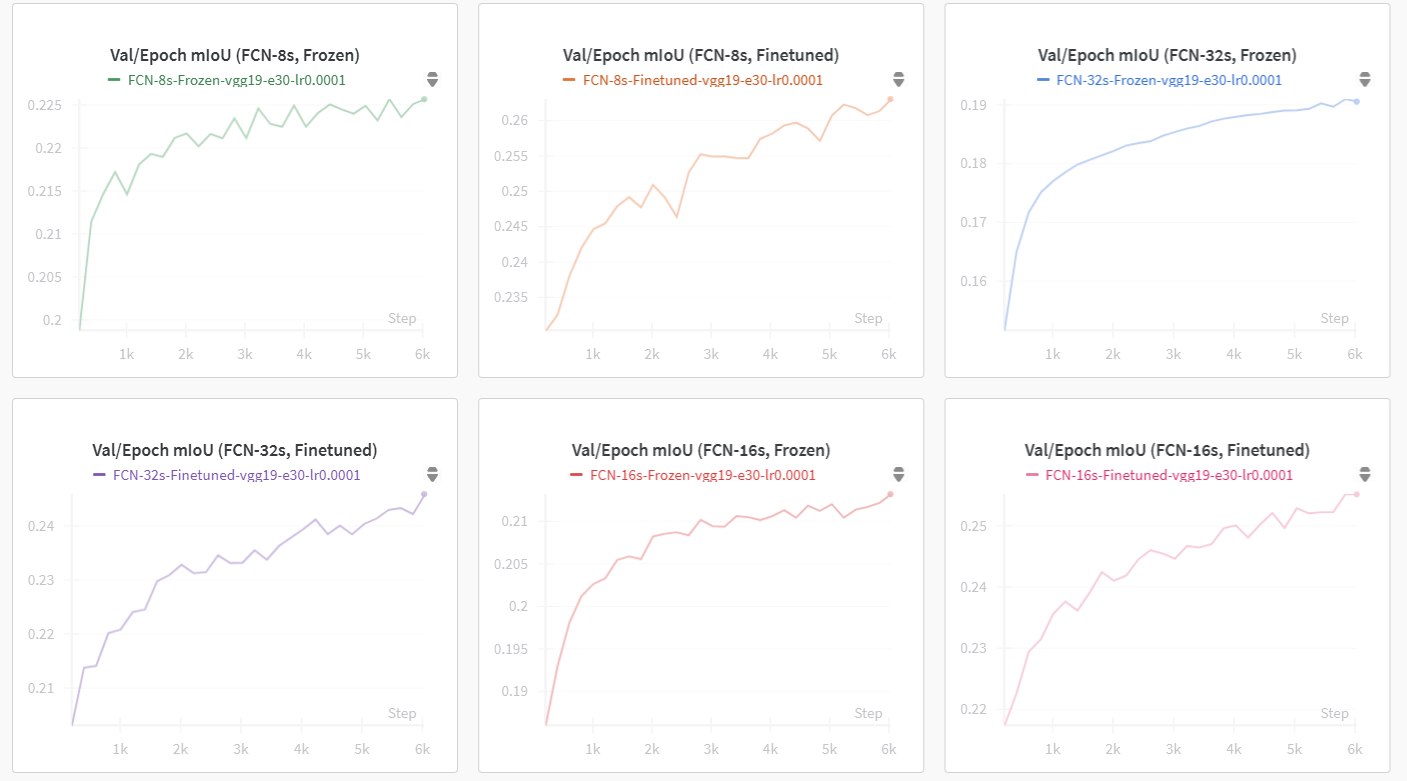 Val/Epoch mIoU (FCN-8s, Frozen)
FCN-8s-Frozen-vgg19-e30-lr0.0001
0.225
0.22
0.215
0.21
0.205
0.2
Step
1k 2k 3k 4k 5k 6k
Val/Epoch mIoU (FCN-8s, Finetuned)
FCN-8s-Finetuned-vgg19-e30-lr0.0001
0.26
0.255
0.25
0.245
0.24
0.235
Step
1k 2k 3k 4k 5k 6k
Val/Epoch mIoU (FCN-32s, Frozen)
FCN-32s-Frozen-vgg19-e30-lr0.0001
0.19
0.18
0.17
0.16
Step
1k 2k 3k 4k 5k 6k
Val/Epoch mIoU (FCN-32s, Finetuned)
FCN-32s-Finetuned-vgg19-e30-lr0.0001
0.24
0.23
0.22
0.21
Step
1k 2k 3k 4k 5k 6k
Val/Epoch mIoU (FCN-16s, Frozen)
FCN-16s-Frozen-vgg19-e30-lr0.0001
0.21
0.205
0.2
0.195
0.19
Step
1k 2k 3k 4k 5k 6k
Val/Epoch mIoU (FCN-16s, Finetuned)
FCN-16s-Finetuned-vgg19-e30-lr0.0001
0.25
0.24
0.23
0.22
Step
1k 2k 3k 4k 5k 6k